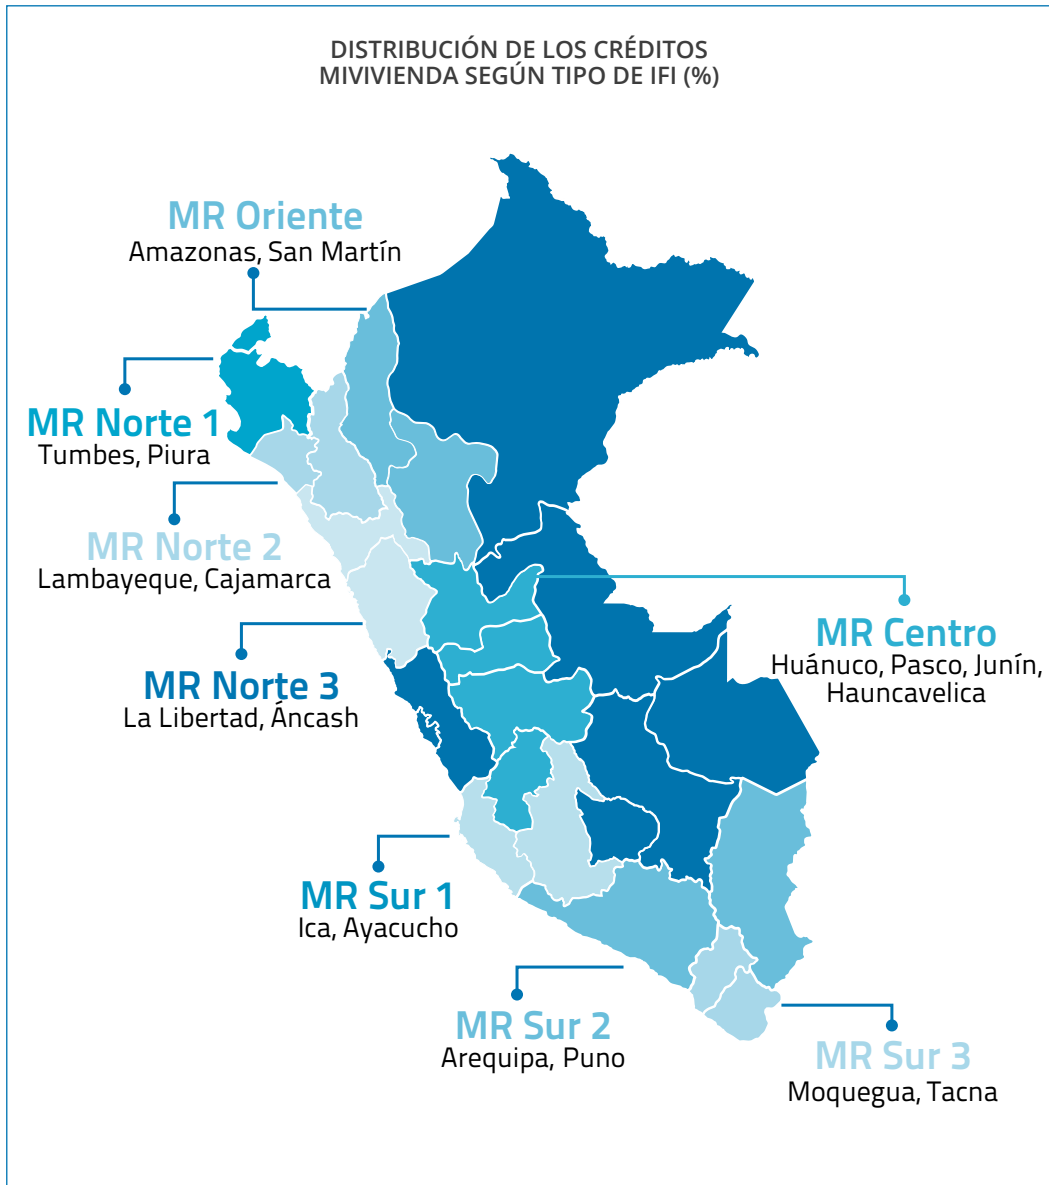 DISTRIBUCIÓN DE LOS CRÉDITOS
MIVIVIENDA SEGÚN TIPO DE IFI (%)
MR Oriente
Amazonas, San Martín
MR Norte 1
Tumbes, Piura
MR Norte 2
Lambayeque, Cajamarca
MR Centro
Huánuco, Pasco, Junín,
Hauncavelica
MR Norte 3
La Libertad, Áncash
MR Sur 1
Ica, Ayacucho
MR Sur 2
Arequipa, Puno
MR Sur 3
Moquegua, Tacna